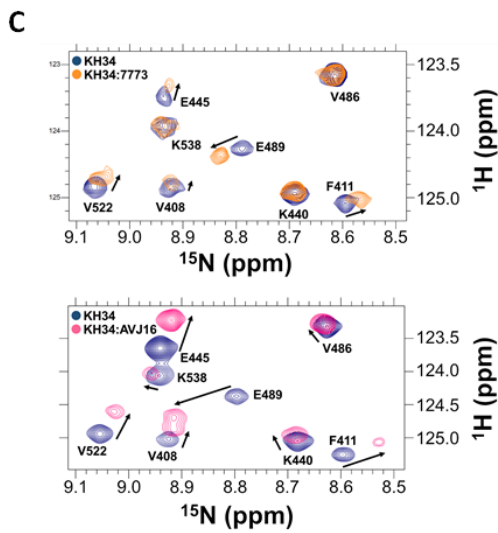 C
KH34
KH34:7773
E445
V486
K538
E489
V522
V408
K440
F411
123
124
125
123.5
124.0
125.0
9.1 9.0 8.9 8.8 8.7 8.6 8.5
¹⁵N (ppm)
¹H (ppm)
KH34
KH34:AVJ16
E445
V486
K538
E489
V522
V408
K440
F411
123.5
124.0
124.5
125.0
9.1 9.0 8.9 8.8 8.7 8.6 8.5
¹⁵N (ppm)
¹H (ppm)